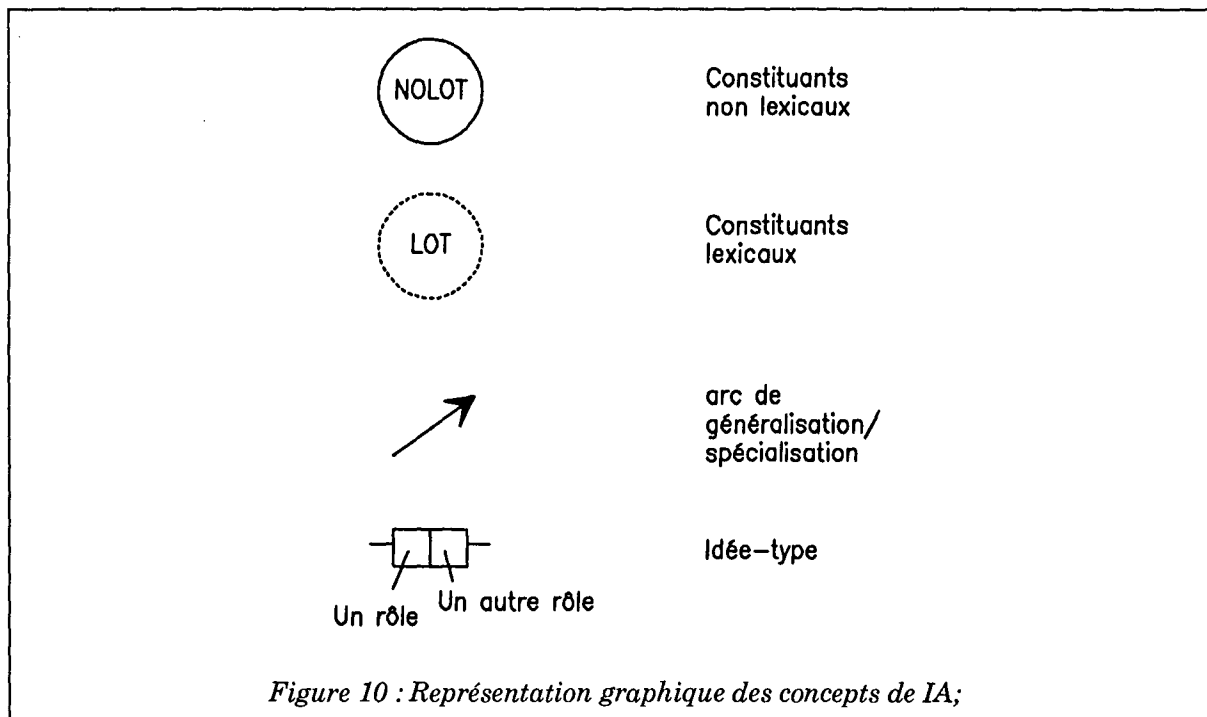 NOLOT
Constituants
non lexicaux
LOT
Constituants
lexicaux
arc de
généralisation/
spécialisation
Idée-type
Un rôle
Un autre rôle
Figure 10 : Représentation graphique des concepts de IA;